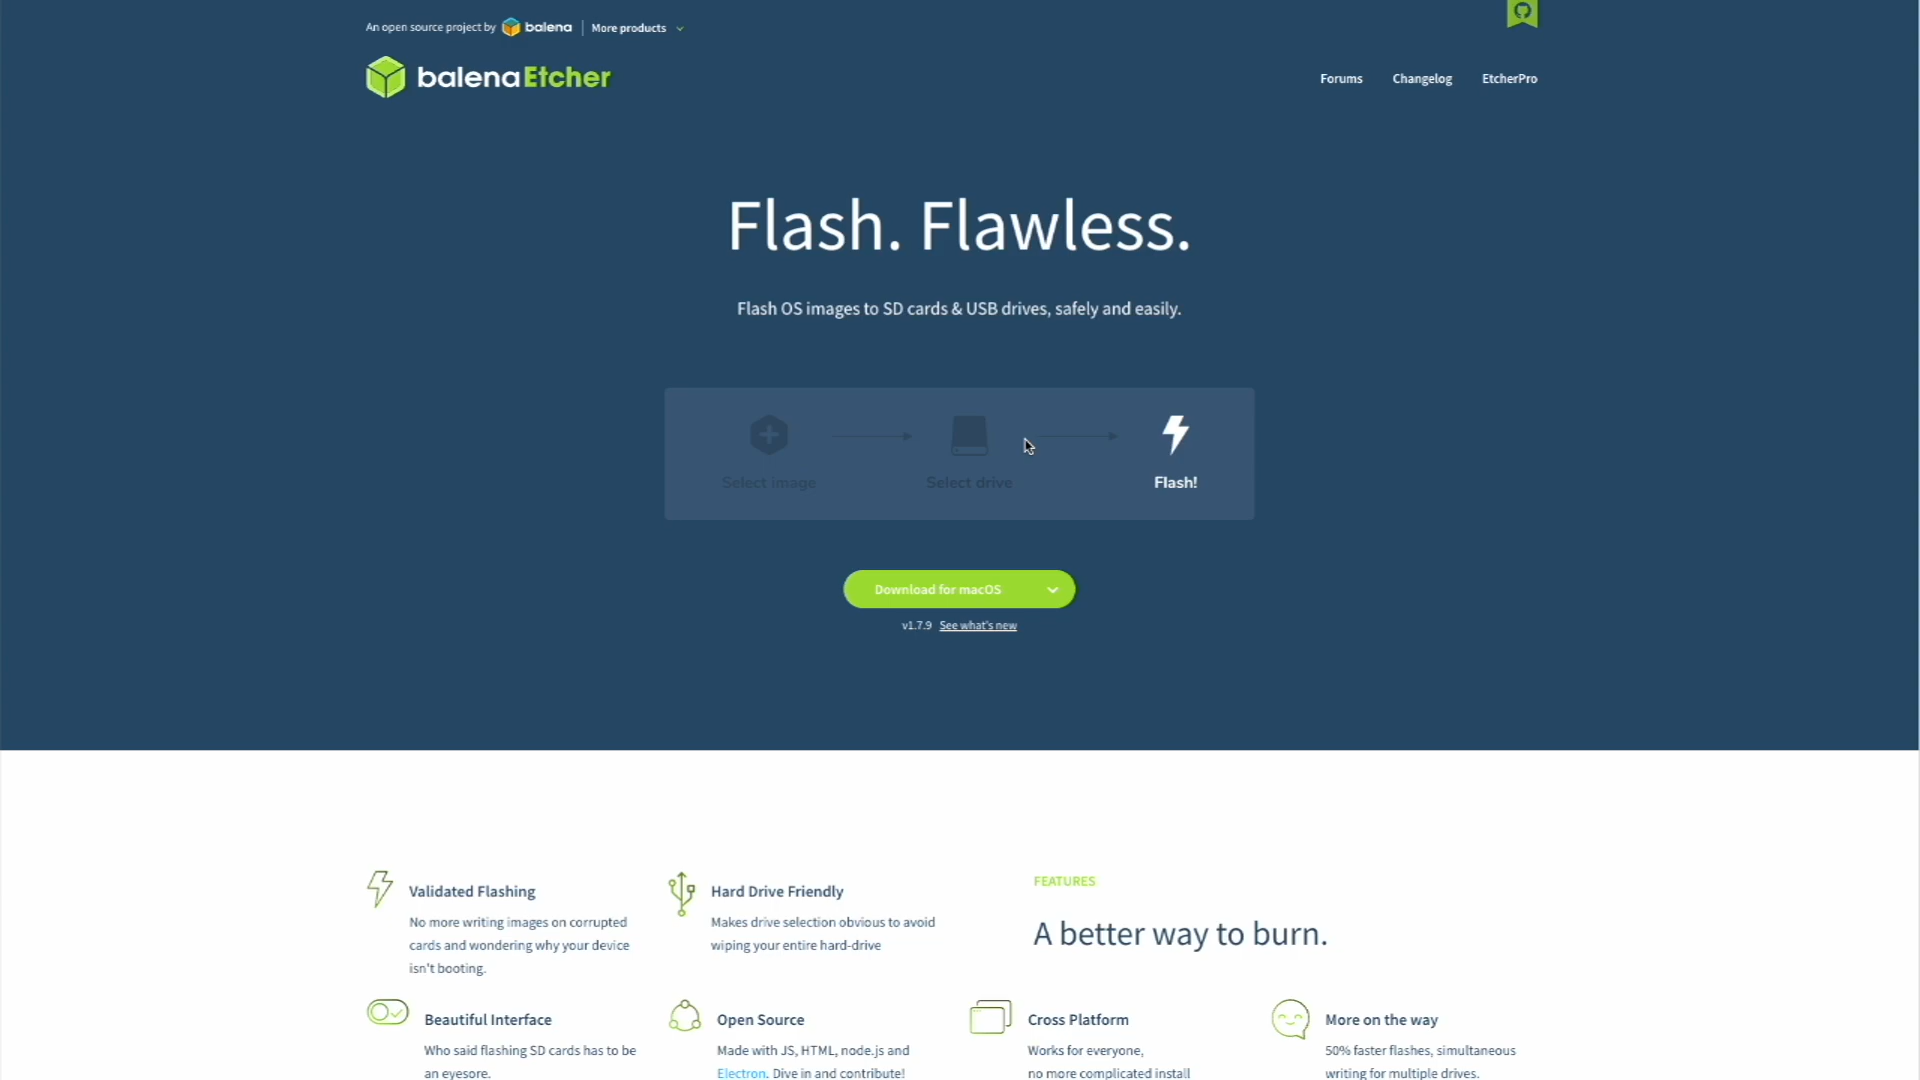 An open source project by balena More products
balenaEtcher
Forums Changelog EtcherPro
Flash. Flawless.
Flash OS images to SD cards & USB drives, safely and easily.
Select image Select drive Flash!
Download for macOS
v1.7.9 See what's new
Validated Flashing
No more writing images on corrupted
cards and wondering why your device
isn't booting.
Hard Drive Friendly
Makes drive selection obvious to avoid
wiping your entire hard-drive
FEATURES
A better way to burn.
Beautiful Interface
Who said flashing SD cards has to be
an eyesore.
Open Source
Made with JS, HTML, node.js and
Electron. Dive in and contribute!
Cross Platform
Works for everyone,
no more complicated install
More on the way
50% faster flashes, simultaneous
writing for multiple drives.